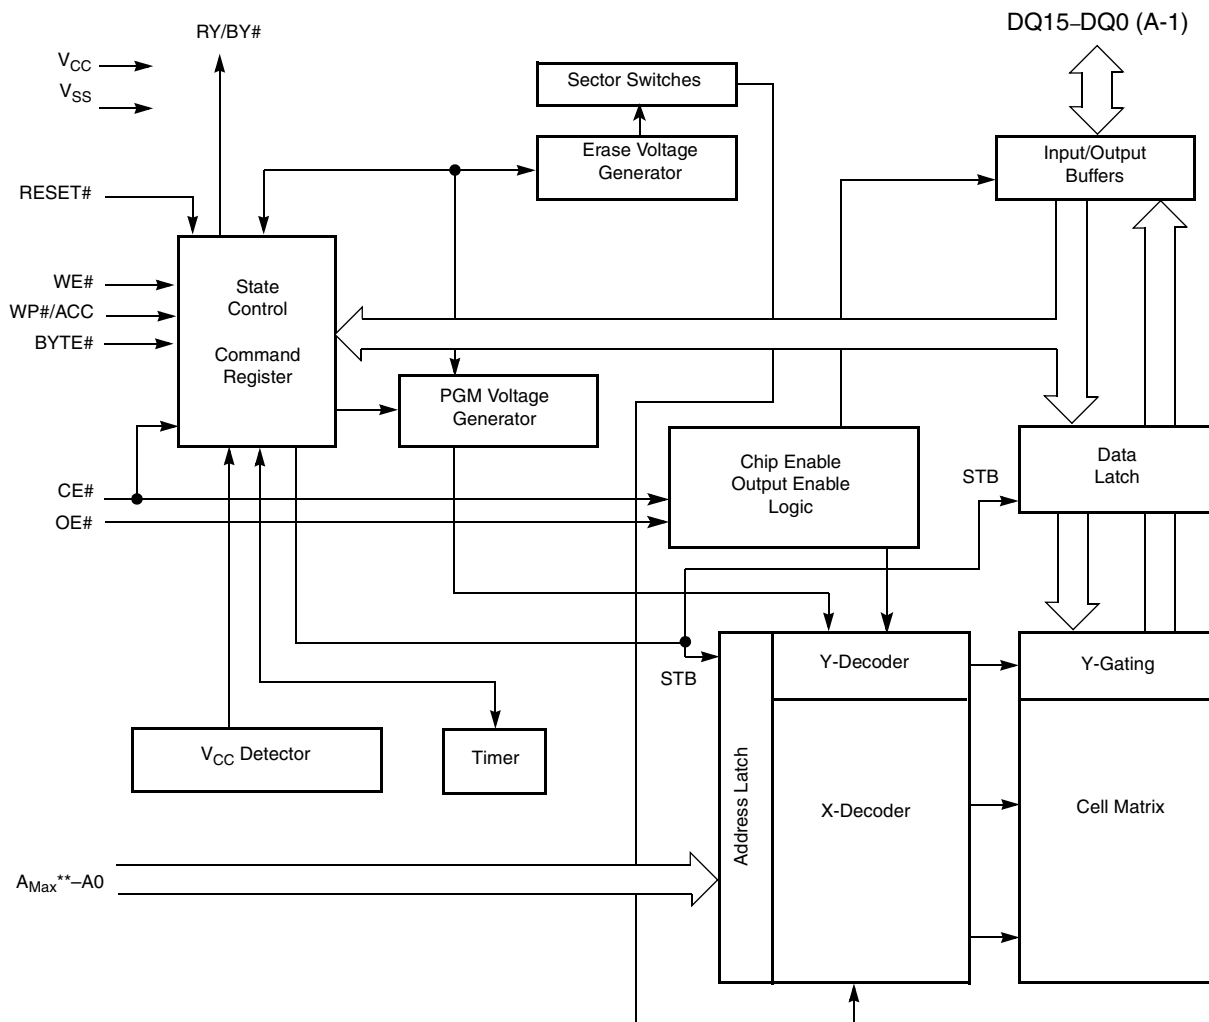 DQ15–DQ0 (A-1)
RY/BY#
VCC
VSS
Sector Switches
Erase Voltage
Generator
Input/Output
Buffers
RESET#
WE#
WP#/ACC
BYTE#
State
Control
Command
Register
PGM Voltage
Generator
Chip Enable
Output Enable
Logic
Data
Latch
STB
CE#
OE#
STB
Y-Decoder
Y-Gating
VCC Detector
Timer
Address Latch
X-Decoder
Cell Matrix
AMax**–A0